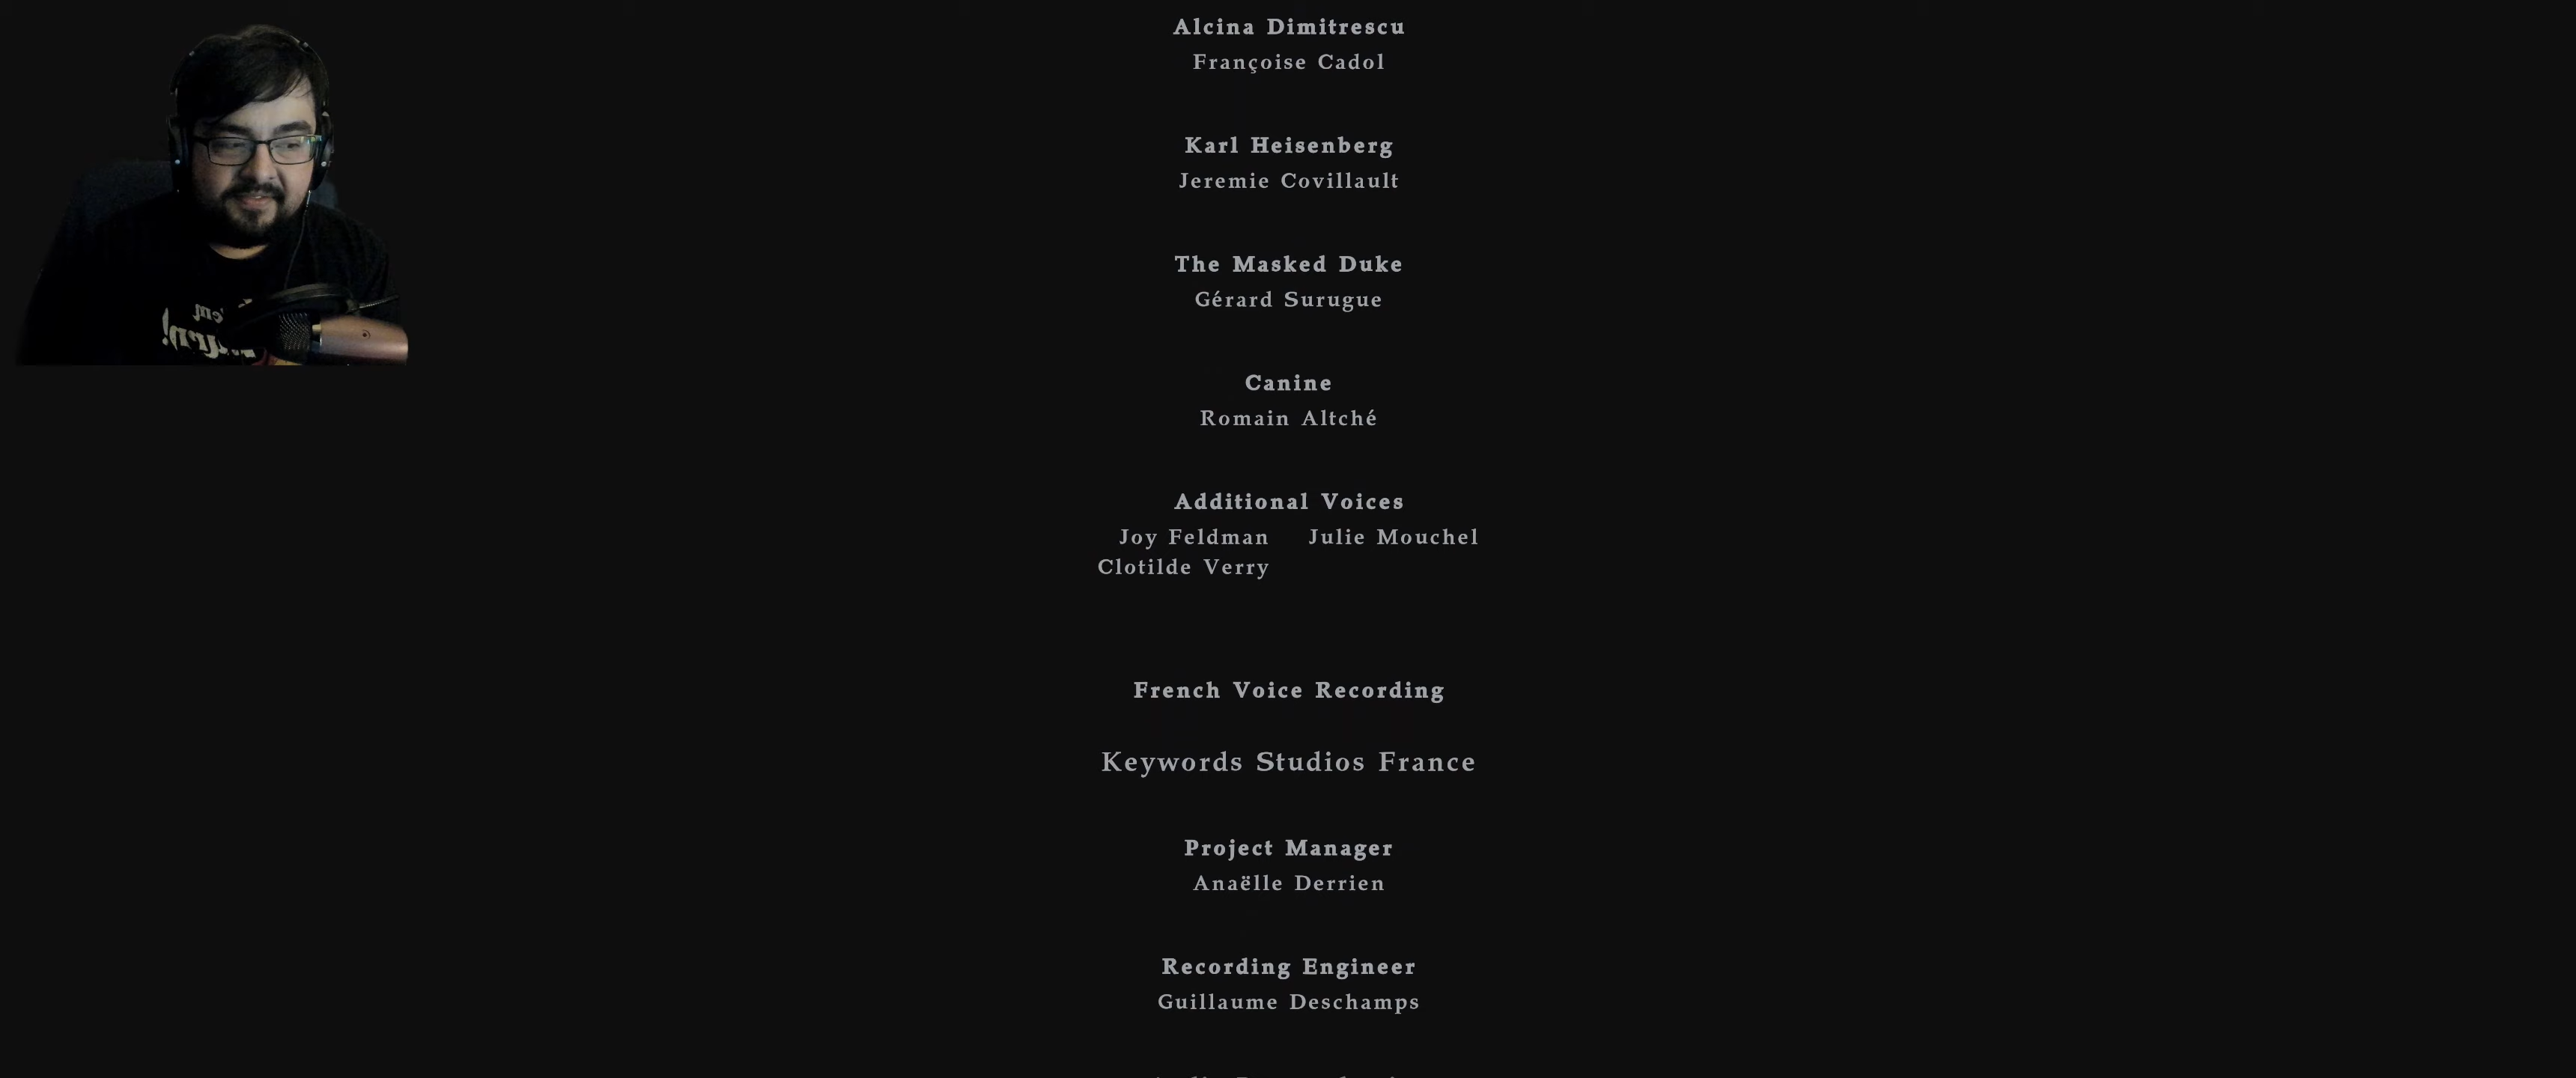 Alcina Dimitrescu
Françoise Cadol
Karl Heisenberg
Jeremie Covillault
The Masked Duke
Gérard Surugue
Canine
Romain Altché
Additional Voices
Joy Feldman Julie Mouchel
Clotilde Verry
French Voice Recording
Keywords Studios France
Project Manager
Anaëlle Derrien
Recording Engineer
Guillaume Deschamps